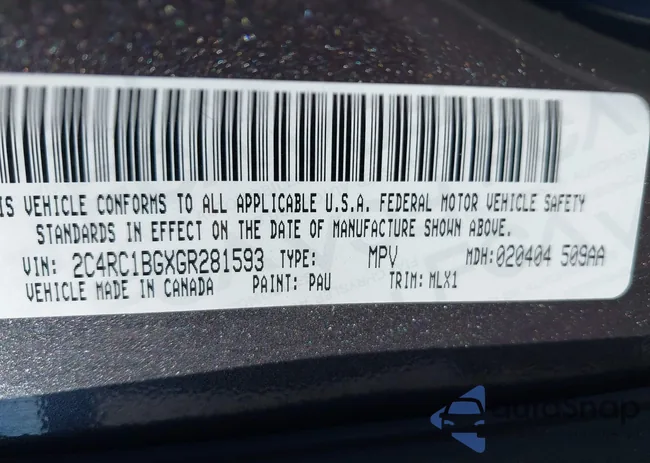 IS VEHICLE CONFORMS TO ALL APPLICABLE U.S.A. FEDERAL MOTOR VEHICLE SAFETY
STANDARDS IN EFFECT ON THE DATE OF MANUFACTURE SHOWN ABOVE.
VIN: 2C4RC1BGXGR281593 TYPE: MPV MDH:020404 509AA
VEHICLE MADE IN CANADA PAINT: PAU TRIM: MLX1
autoSnap